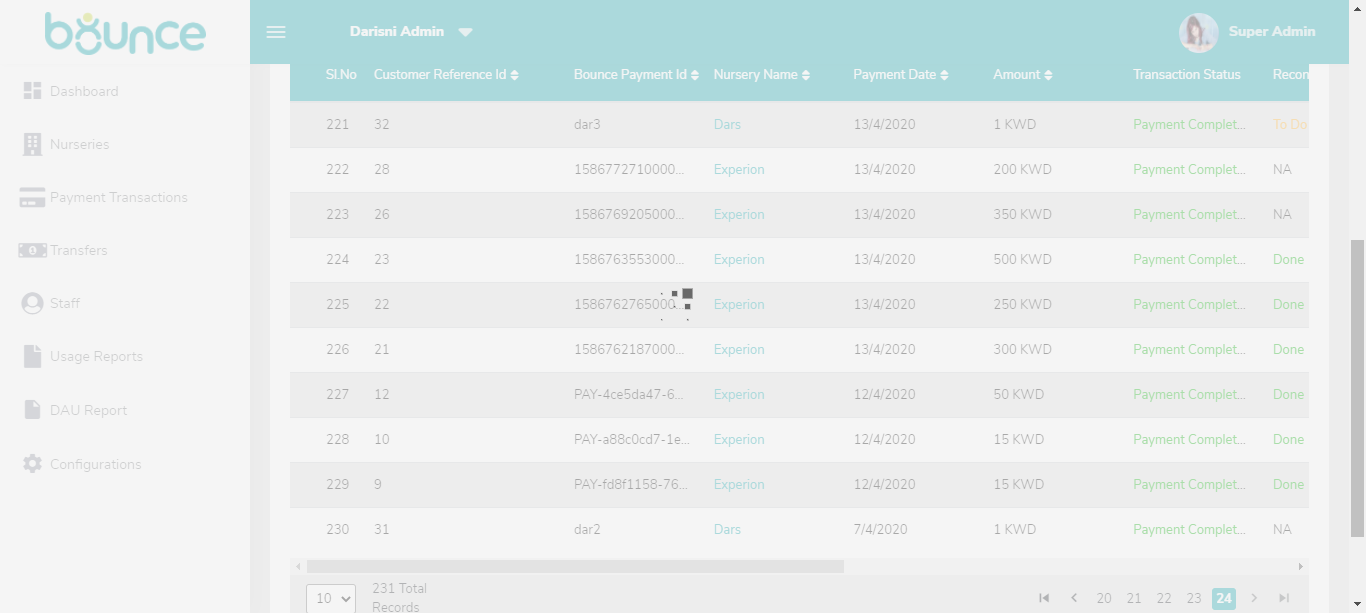 bounce
Darisni Admin
Super Admin
Dashboard
Nurseries
Payment Transactions
Transfers
Staff
Usage Reports
DAU Report
Configurations
Sl.No Customer Reference Id Bounce Payment Id Nursery Name Payment Date Amount Transaction Status Recon
221 32 dar3 Dars 13/4/2020 1 KWD Payment Complet... To Do
222 28 1586772710000... Experion 13/4/2020 200 KWD Payment Complet... NA
223 26 1586769205000... Experion 13/4/2020 350 KWD Payment Complet... NA
224 23 1586763553000... Experion 13/4/2020 500 KWD Payment Complet... Done
225 22 1586762765000... Experion 13/4/2020 250 KWD Payment Complet... Done
226 21 1586762187000... Experion 13/4/2020 300 KWD Payment Complet... Done
227 12 PAY-4ce5da47-6... Experion 12/4/2020 50 KWD Payment Complet... Done
228 10 PAY-a88c0cd7-1e... Experion 12/4/2020 15 KWD Payment Complet... Done
229 9 PAY-fd8f1158-76... Experion 12/4/2020 15 KWD Payment Complet... Done
230 31 dar2 Dars 7/4/2020 1 KWD Payment Complet... NA
10
231 Total
Records
20 21 22 23 24